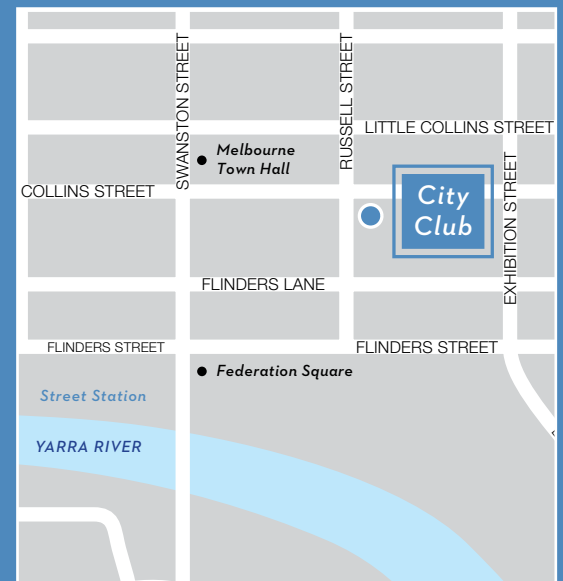 SWANSTON STREET
RUSSELL STREET
LITTLE COLLINS STREET
Melbourne
Town Hall
EXHIBITION STREET
COLLINS STREET
City
Club
FLINDERS LANE
FLINDERS STREET
FLINDERS STREET
Federation Square
Street Station
YARRA RIVER